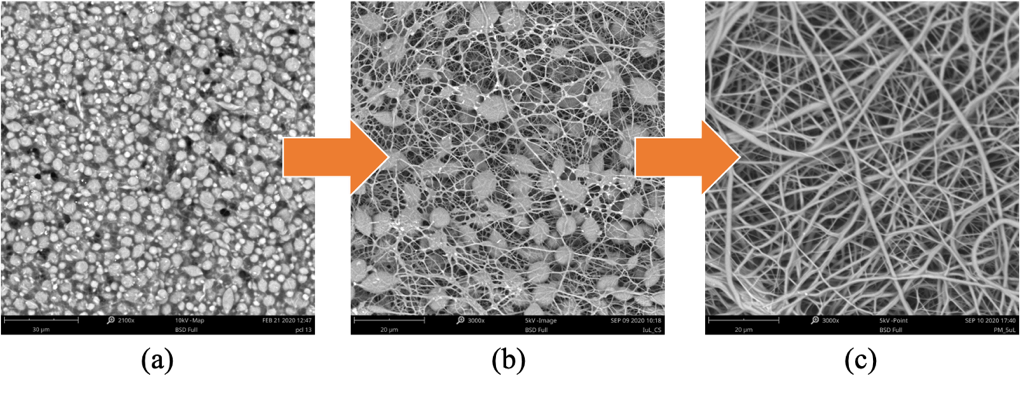 30 µm 2100x 10kV -Map FEB 21 2020 12:47
BSD Full pcl 13
20 µm 3000x 5kV -Image SEP 09 2020 10:18
BSD Full IuL_CS
20 µm 3000x 5kV -Point SEP 10 2020 17:40
BSD Full PM_SuL
(a) (b) (c)